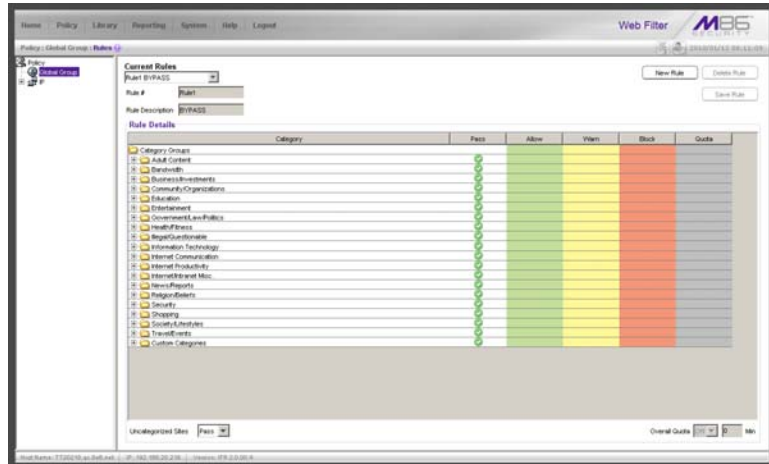 Home Policy Library Reporting System Help Logout
Web Filter
M86
SECURITY
Policy : Global Group : Rules
Policy
Global Group
IP
Current Rules
Rule1 BYPASS
New Rule
Delete Rule
Rule # Rule1
Save Rule
Rule Description BYPASS
Rule Details
Category Pass Allow Warn Block Quota
Category Groups
Adult Content
Bandwidth
Business/Investments
Community/Organizations
Education
Entertainment
Government/Law/Politics
Health/Fitness
Illegal/Questionable
Information Technology
Internet Communication
Internet Productivity
Internet/Intranet Misc.
News/Reports
Religion/Beliefs
Security
Shopping
Society/Lifestyles
Travel/Events
Custom Categories
Uncategorized Sites Pass
Overall Quota 0 Min
Host Name: IP: Version: